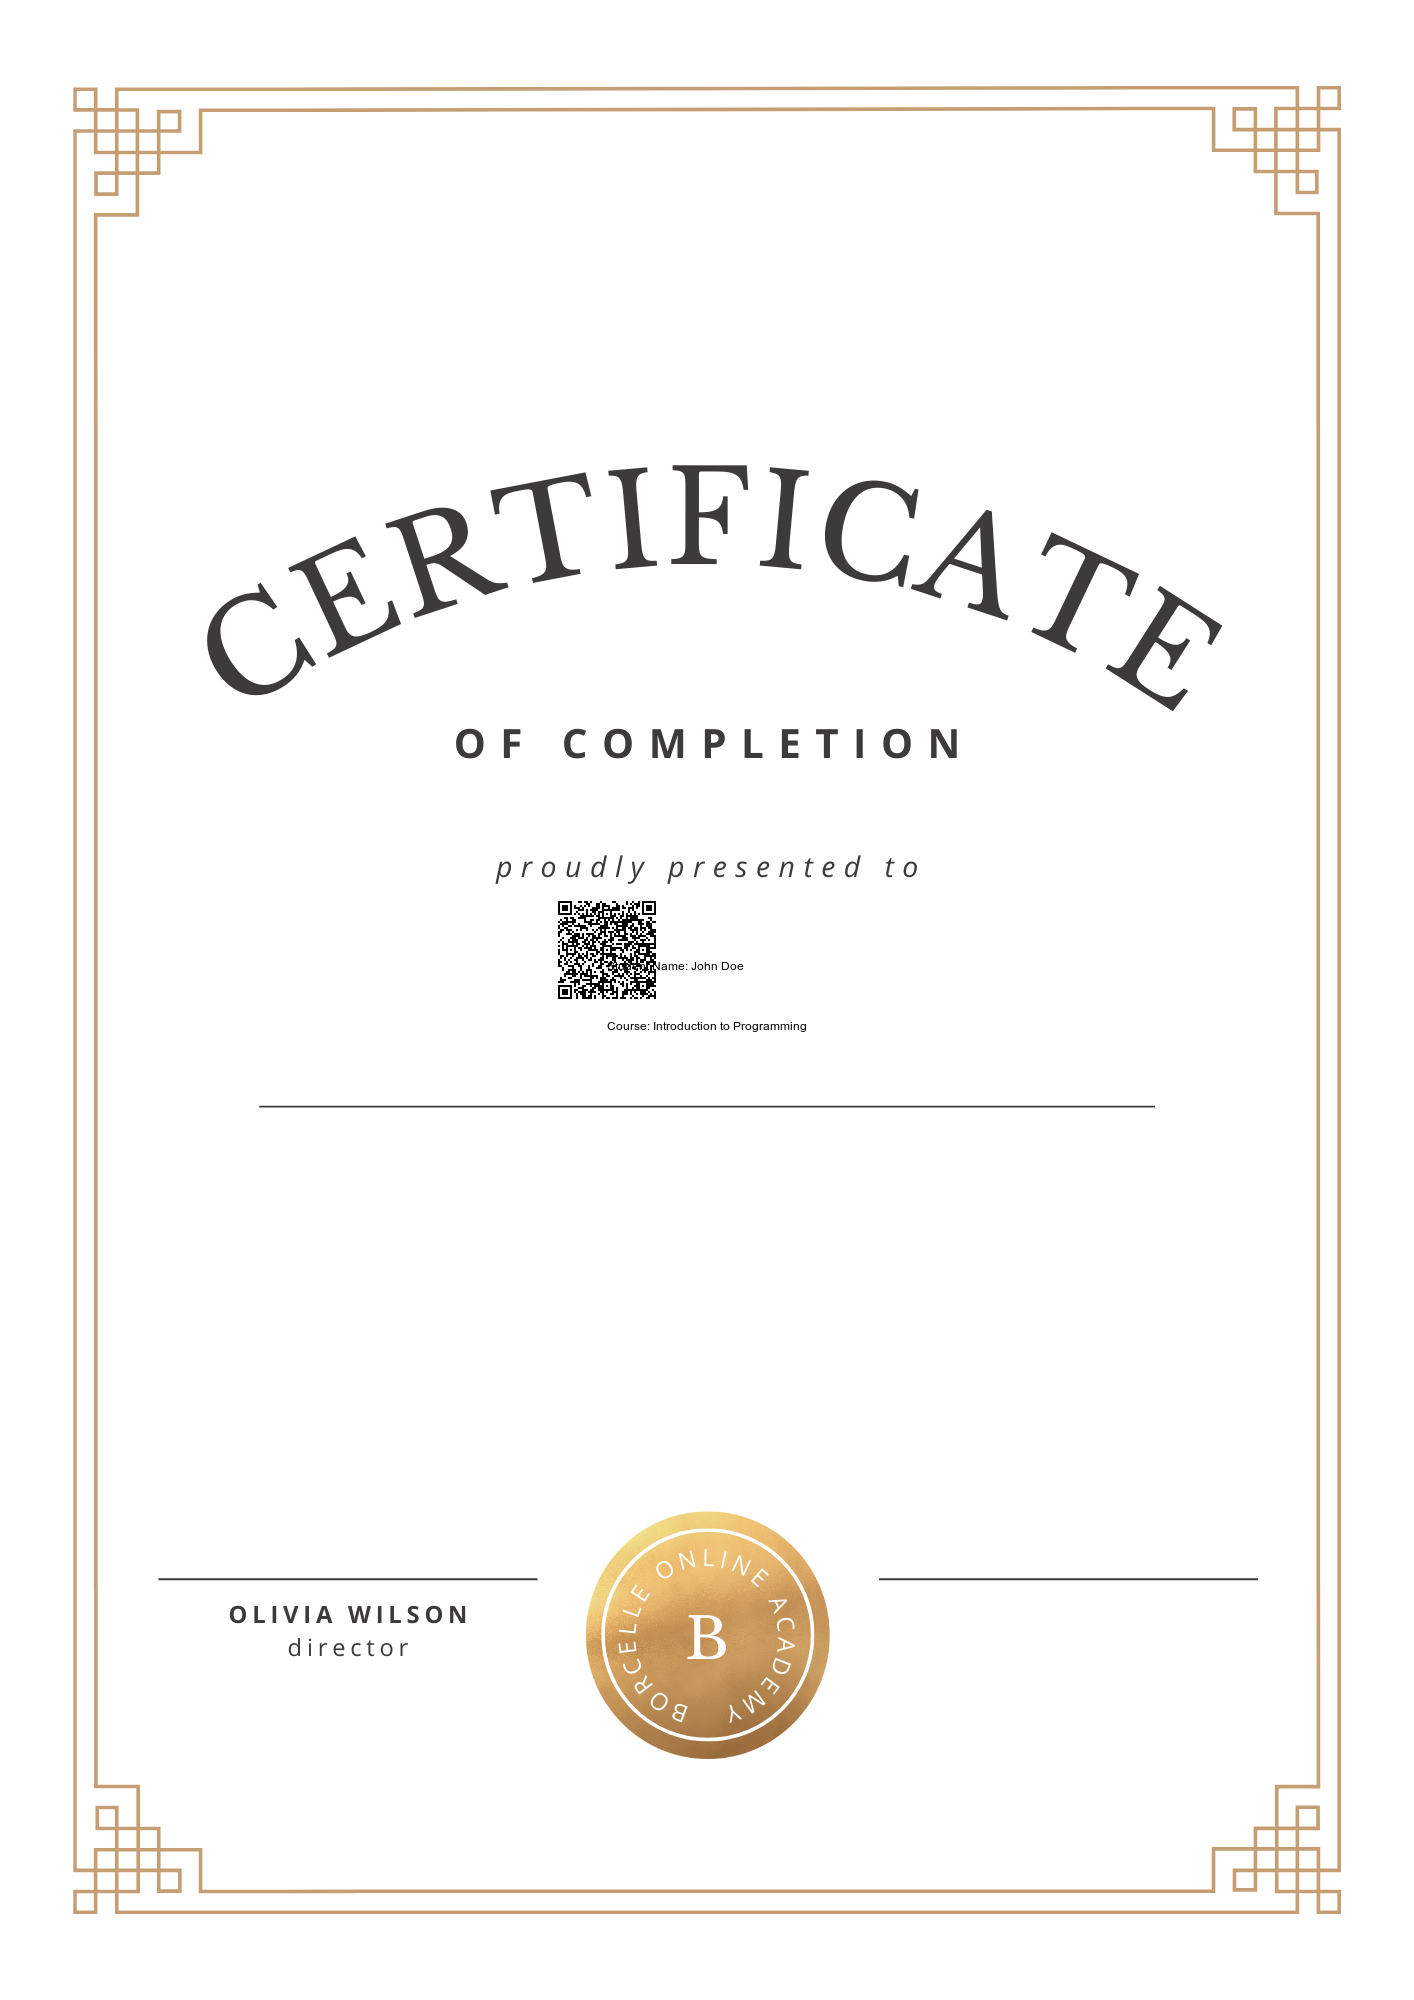 CERTIFICATE
OF COMPLETION
proudly presented to
Name: John Doe
Course: Introduction to Programming
OLIVIA WILSON
director
BORCELLE ONLINE ACADEMY
B